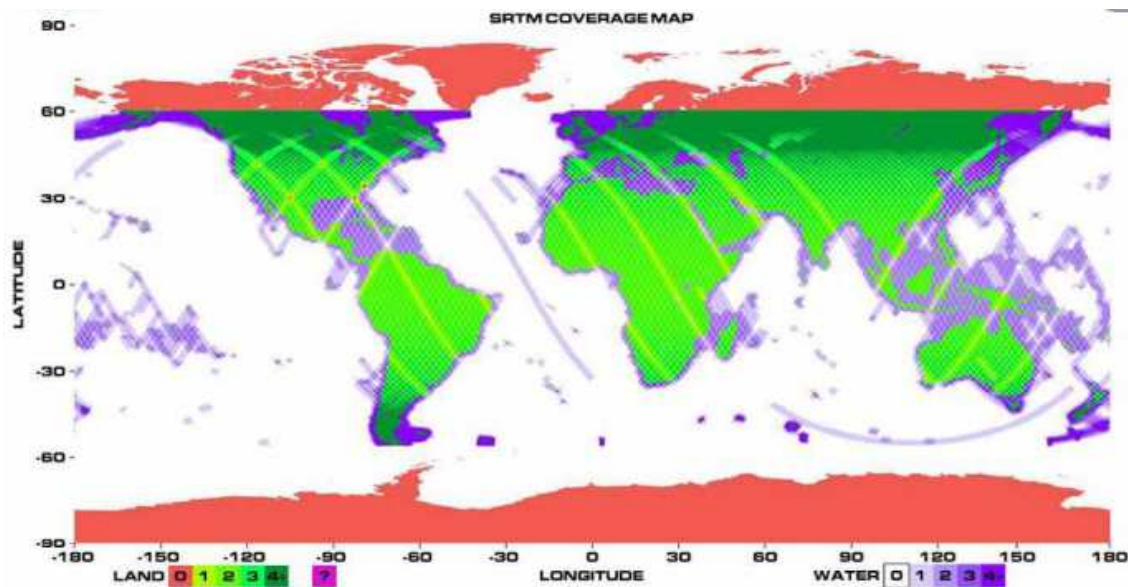 SRTM COVERAGE MAP
90
60
30
0
-30
-60
-90
LATITUDE
-180 -150 -120 -90 -60 -30 0 30 60 90 120 150 180
LAND 0 1 2 3 4+ ? LONGITUDE WATER 0 1 2 3 4+